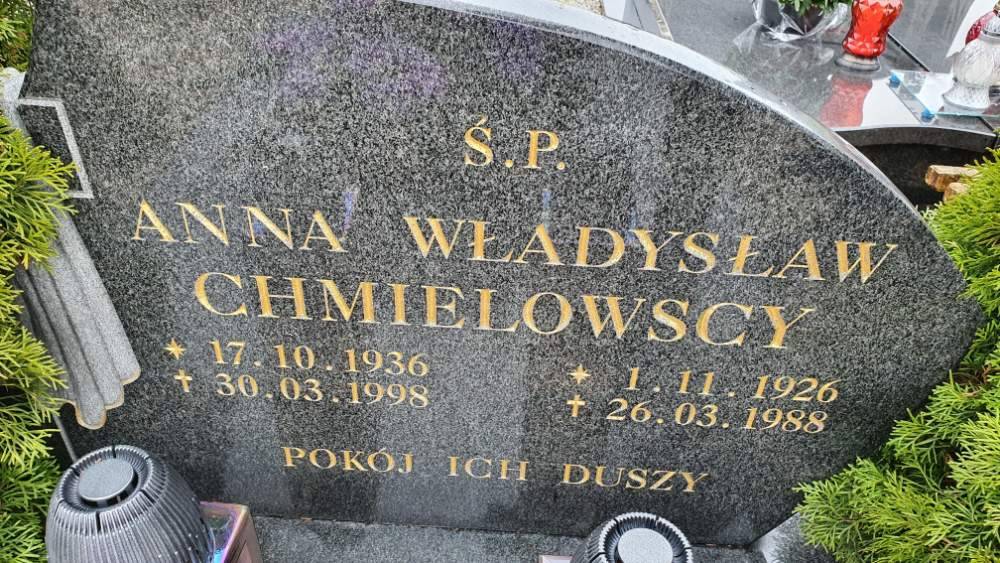 Ś.P.
ANNA WŁADYSŁAW
CHMIELOWSCY
17.10.1936 1.11.1926
30.03.1998 26.03.1988
POKÓJ ICH DUSZY